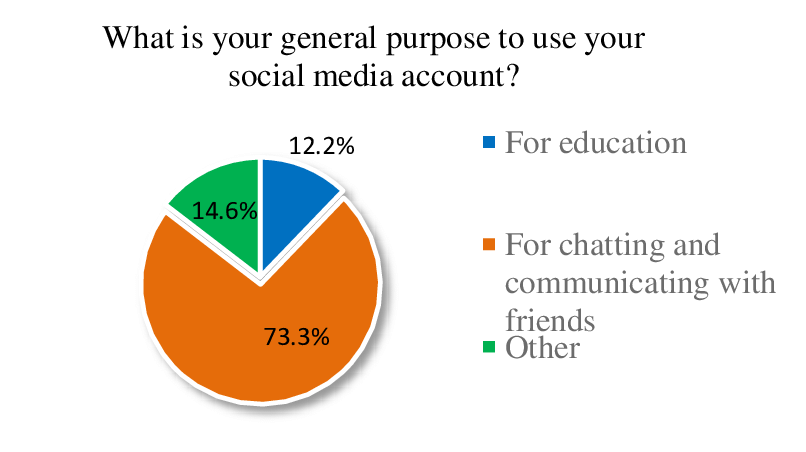 What is your general purpose to use your
social media account?
12.2%
14.6%
73.3%
For education
For chatting and
communicating with
friends
Other